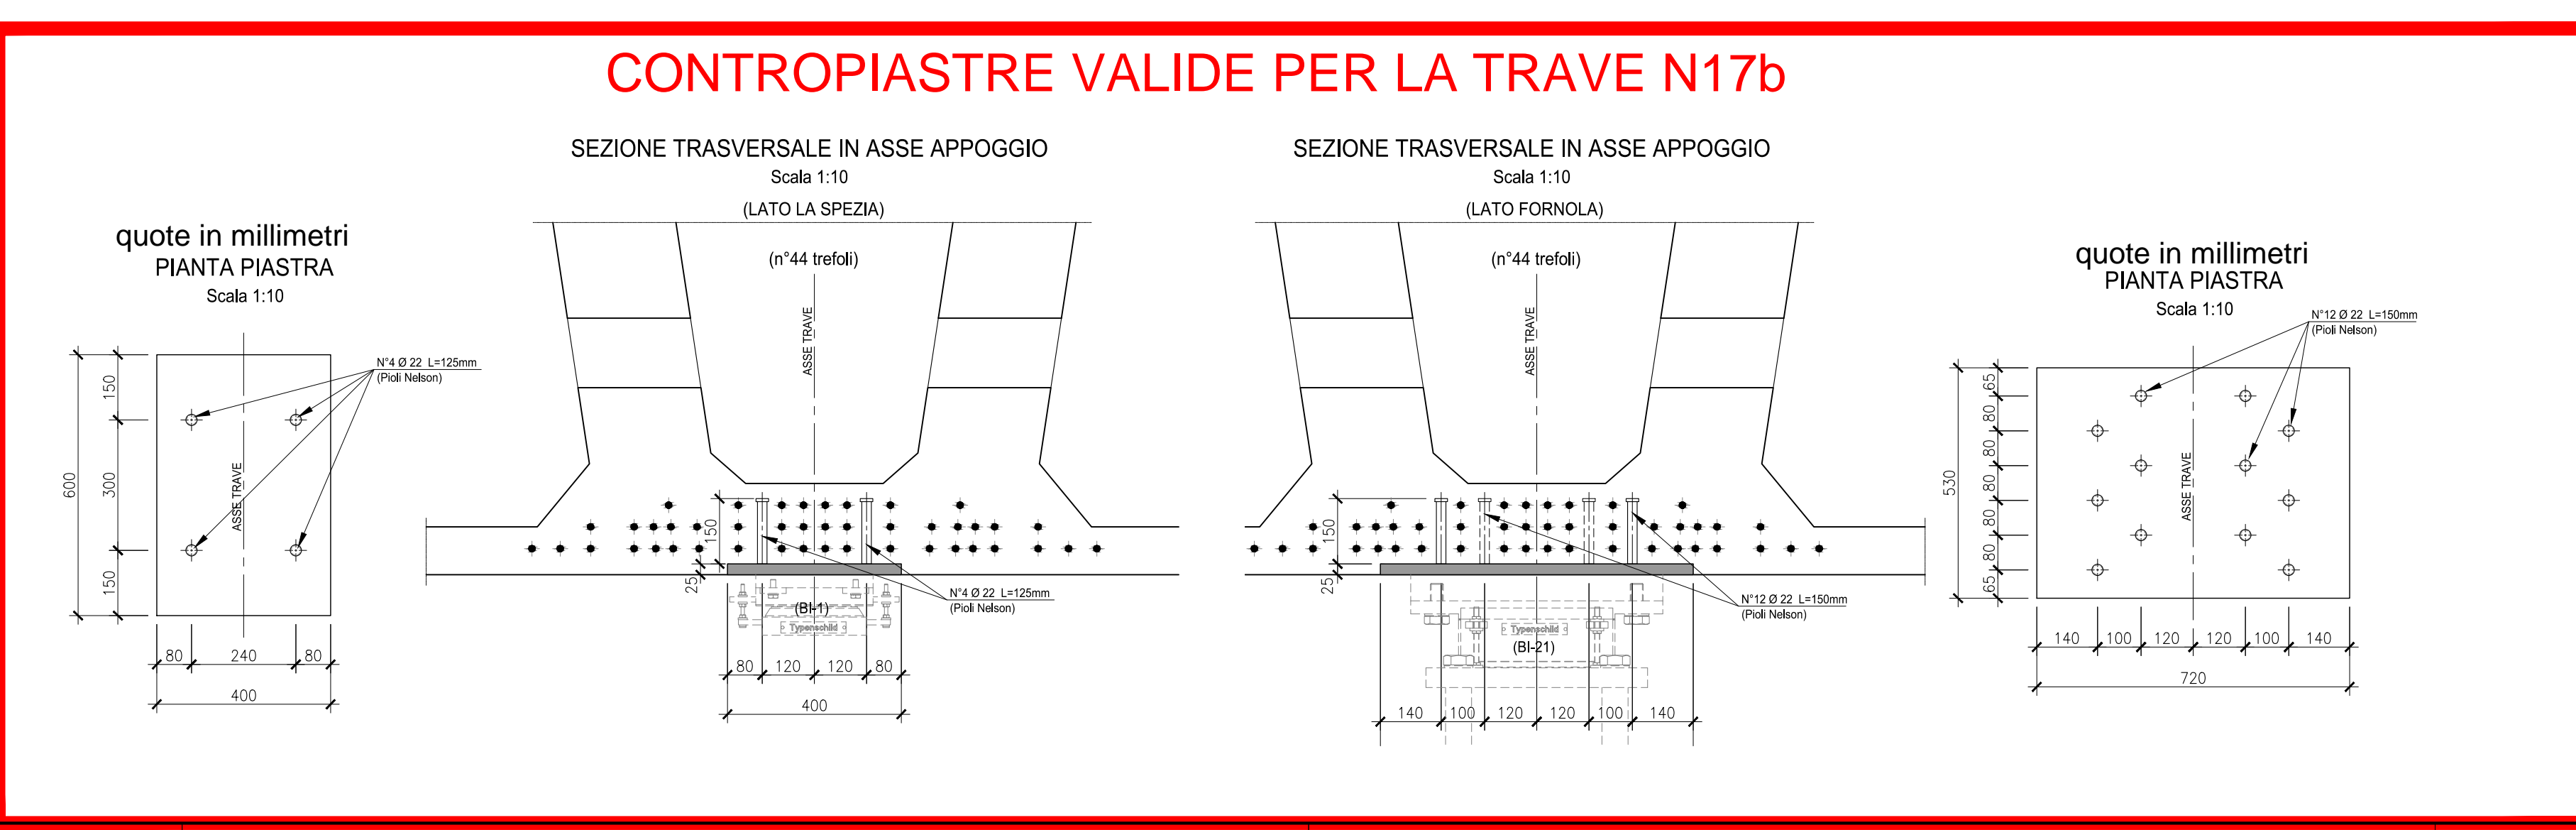 CONTROPIASTRE VALIDE PER LA TRAVE N17b
quote in millimetri
PIANTA PIASTRA
Scala 1:10
N°4 Ø 22 L=125mm
(Pioli Nelson)
ASSE TRAVE
150
300
150
600
80
240
80
400
SEZIONE TRASVERSALE IN ASSE APPOGGIO
Scala 1:10
(LATO LA SPEZIA)
(n°44 trefoli)
ASSE TRAVE
150
25
(BI-1)
Typenschild
N°4 Ø 22 L=125mm
(Pioli Nelson)
80
120
120
80
400
SEZIONE TRASVERSALE IN ASSE APPOGGIO
Scala 1:10
(LATO FORNOLA)
(n°44 trefoli)
ASSE TRAVE
150
25
Typenschild
(BI-21)
N°12 Ø 22 L=150mm
(Pioli Nelson)
140
100
120
120
100
140
quote in millimetri
PIANTA PIASTRA
Scala 1:10
N°12 Ø 22 L=150mm
(Pioli Nelson)
ASSE TRAVE
65
80
80
80
80
80
65
530
140
100
120
120
100
140
720